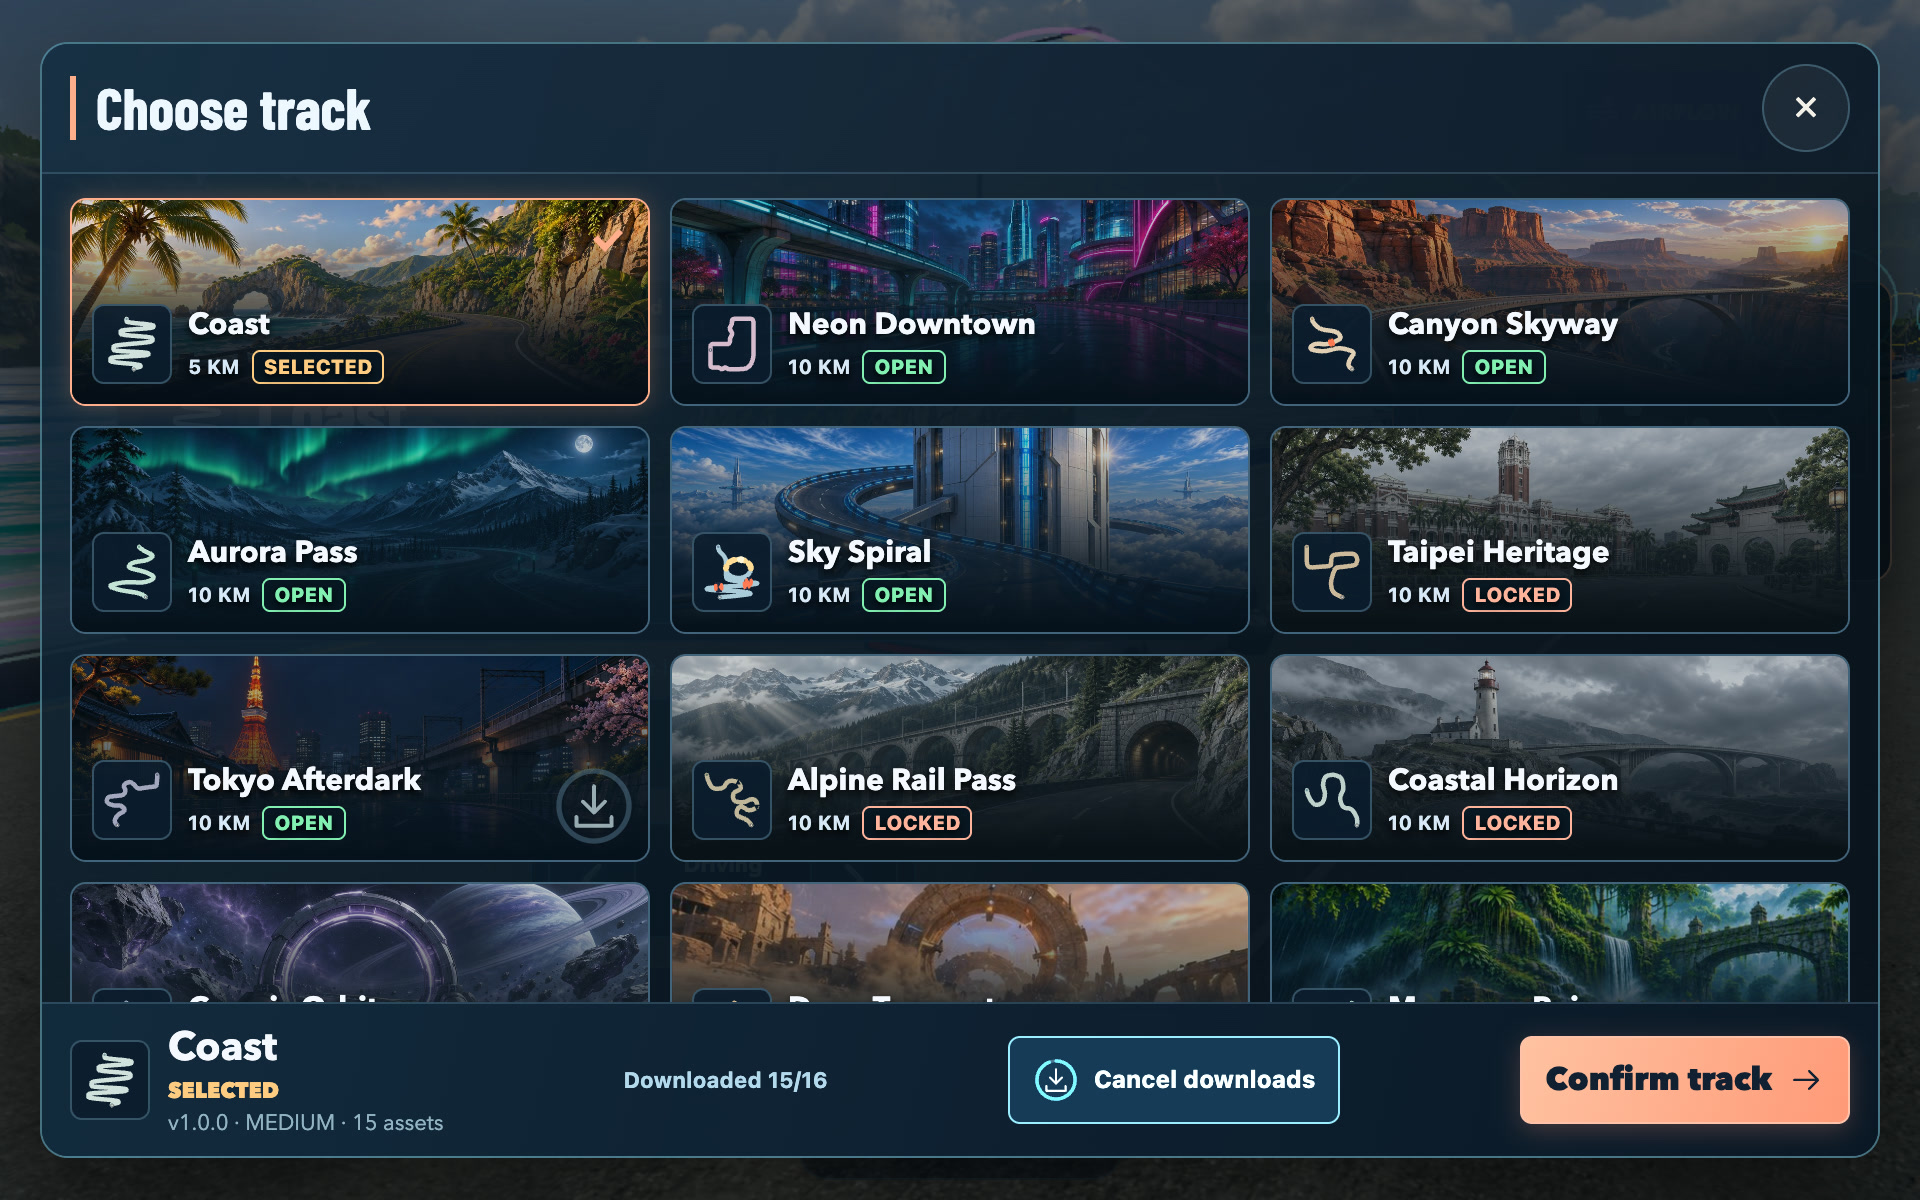 Choose track
Coast
5 KM SELECTED
Neon Downtown
10 KM OPEN
Canyon Skyway
10 KM OPEN
Aurora Pass
10 KM OPEN
Sky Spiral
10 KM OPEN
Taipei Heritage
10 KM LOCKED
Tokyo Afterdark
10 KM OPEN
Alpine Rail Pass
10 KM LOCKED
Coastal Horizon
10 KM LOCKED
Coast
SELECTED
v1.0.0 · MEDIUM · 15 assets
Downloaded 15/16
Cancel downloads
Confirm track